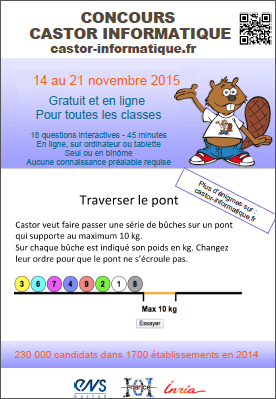 CONCOURS
CASTOR INFORMATIQUE
castor-informatique.fr
14 au 21 novembre 2015
Gratuit et en ligne
Pour toutes les classes
18 questions interactives - 45 minutes
En ligne, sur ordinateur ou tablette
Seul ou en binôme
Aucune connaissance préalable requise
Plus d'énigmes sur :
castor-informatique.fr
Traverser le pont
Castor veut faire passer une série de bûches sur un pont
qui supporte au maximum 10 kg.
Sur chaque bûche est indiqué son poids en kg. Changez
leur ordre pour que le pont ne s'écroule pas.
3 6 7 4 9 2 1 8
Max 10 kg
Essayer
230 000 candidats dans 1700 établissements en 2014
ens
france
Inria